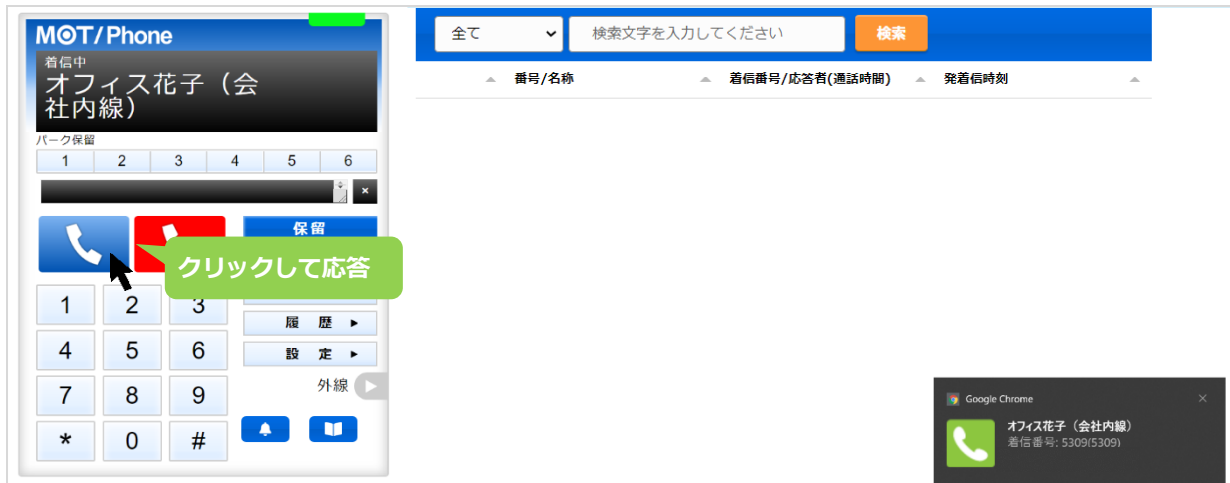 MOT/Phone
着信中
オフィス花子（会
社内線）
パーク保留
1 2 3 4 5 6
×
保留
クリックして応答
1 2 3
履 歴 ▶
4 5 6
設 定 ▶
7 8 9
外線
* 0 #
全て
検索文字を入力してください
検索
番号/名称
着信番号/応答者(通話時間)
発着信時刻
Google Chrome
×
オフィス花子（会社内線）
着信番号: 5309(5309)